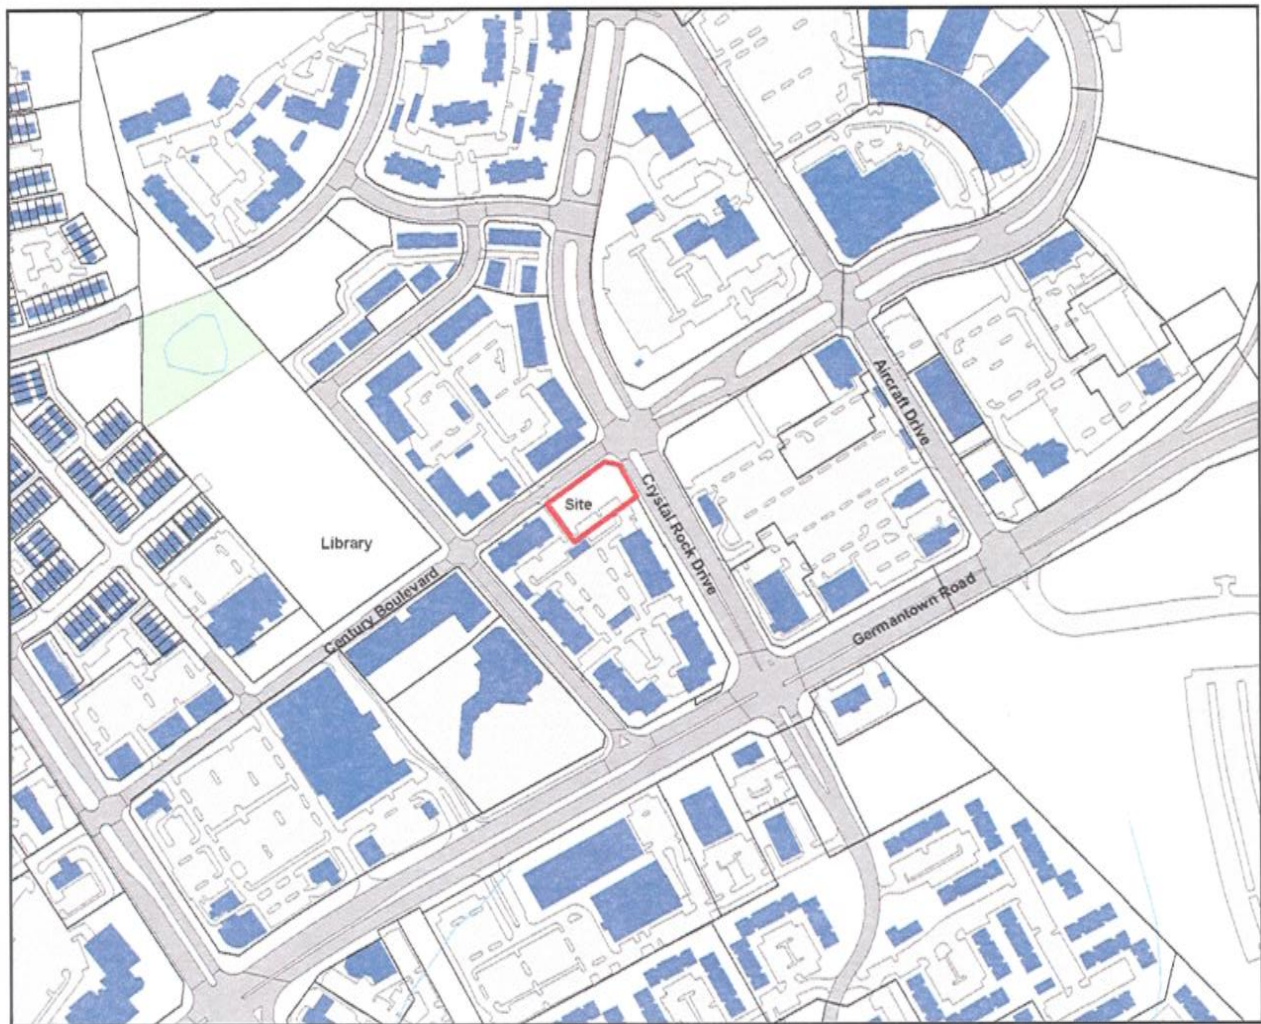 Aircraft Drive
Site
Crystal Rock Drive
Library
Century Boulevard
Germantown Road